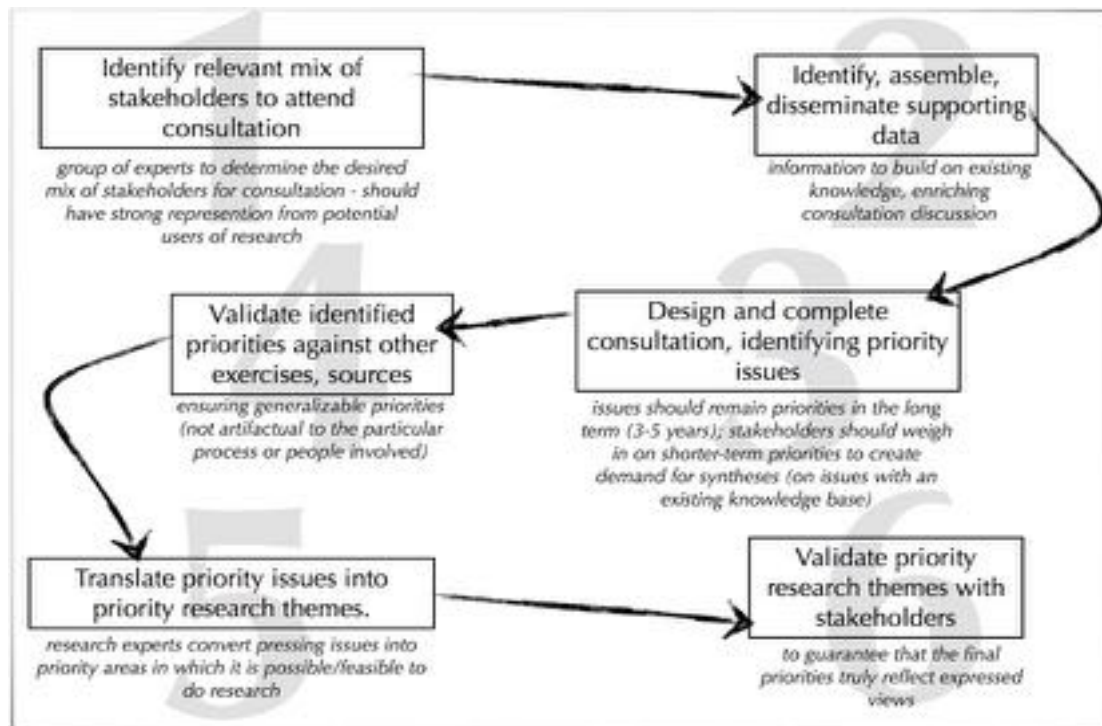 1
Identify relevant mix of
stakeholders to attend
consultation
group of experts to determine the desired
mix of stakeholders for consultation - should
have strong represention from potential
users of research
2
Identify, assemble,
disseminate supporting
data
information to build on existing
knowledge, enriching
consultation discussion
3
Design and complete
consultation, identifying priority
issues
issues should remain priorities in the long
term (3-5 years); stakeholders should weigh
in on shorter-term priorities to create
demand for syntheses (on issues with an
existing knowledge base)
4
Validate identified
priorities against other
exercises, sources
ensuring generalizable priorities
(not artifactual to the particular
process or people involved)
5
Translate priority issues into
priority research themes.
research experts convert pressing issues into
priority areas in which it is possible/feasible to
do research
6
Validate priority
research themes with
stakeholders
to guarantee that the final
priorities truly reflect expressed
views